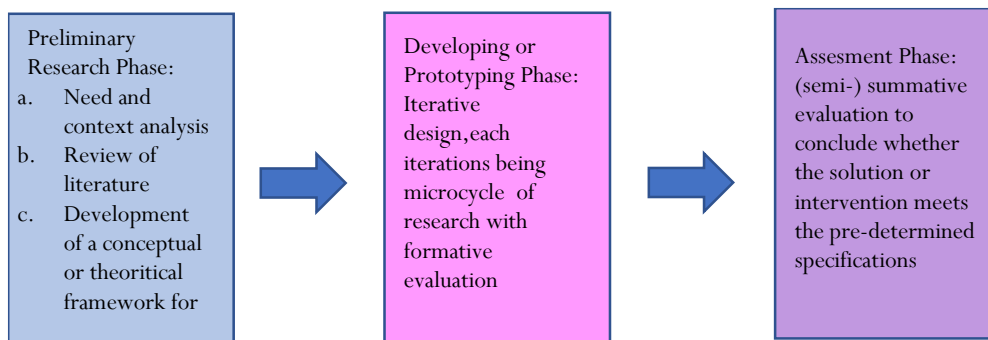 Preliminary
Research Phase:
a. Need and
context analysis
b. Review of
literature
c. Development
of a conceptual
or theoritical
framework for
Developing or
Prototyping Phase:
Iterative
design,each
iterations being
microcycle of
research with
formative
evaluation
Assesment Phase:
(semi-) summative
evaluation to
conclude whether
the solution or
intervention meets
the pre-determined
specifications